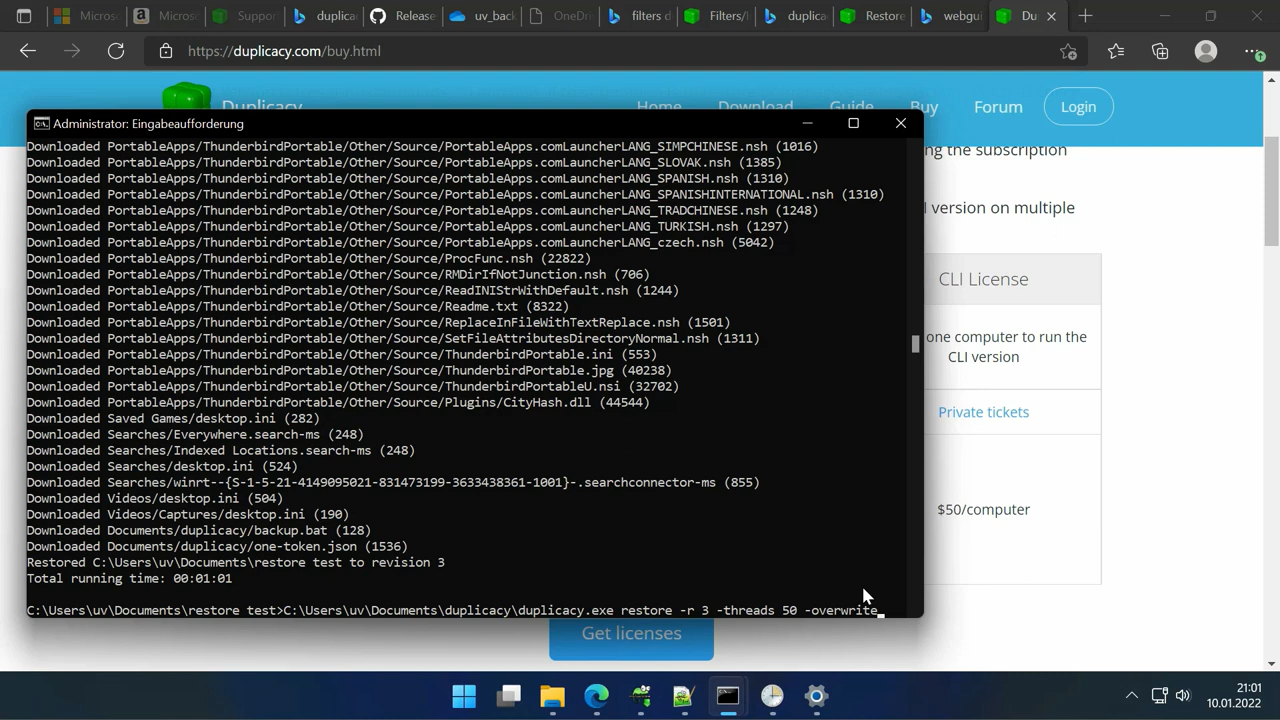 Microso
Microso
Suppor
duplicac
Release
uv_back
OneDri
filters d
Filters/I
duplicac
Restore
webgui
Du
https://duplicacy.com/buy.html
Duplicacy
Home
Download
Guide
Buy
Forum
Login
ng the subscription
l version on multiple
CLI License
one computer to run the
CLI version
Private tickets
$50/computer
Get licenses
Administrator: Eingabeaufforderung
Downloaded PortableApps/ThunderbirdPortable/Other/Source/PortableApps.comLauncherLANG_SIMPCHINESE.nsh (1016)
Downloaded PortableApps/ThunderbirdPortable/Other/Source/PortableApps.comLauncherLANG_SLOVAK.nsh (1385)
Downloaded PortableApps/ThunderbirdPortable/Other/Source/PortableApps.comLauncherLANG_SPANISH.nsh (1310)
Downloaded PortableApps/ThunderbirdPortable/Other/Source/PortableApps.comLauncherLANG_SPANISHINTERNATIONAL.nsh (1310)
Downloaded PortableApps/ThunderbirdPortable/Other/Source/PortableApps.comLauncherLANG_TRADCHINESE.nsh (1248)
Downloaded PortableApps/ThunderbirdPortable/Other/Source/PortableApps.comLauncherLANG_TURKISH.nsh (1297)
Downloaded PortableApps/ThunderbirdPortable/Other/Source/PortableApps.comLauncherLANG_czech.nsh (5042)
Downloaded PortableApps/ThunderbirdPortable/Other/Source/ProcFunc.nsh (22822)
Downloaded PortableApps/ThunderbirdPortable/Other/Source/RMDirIfNotJunction.nsh (706)
Downloaded PortableApps/ThunderbirdPortable/Other/Source/ReadINIStrWithDefault.nsh (1244)
Downloaded PortableApps/ThunderbirdPortable/Other/Source/Readme.txt (8322)
Downloaded PortableApps/ThunderbirdPortable/Other/Source/ReplaceInFileWithTextReplace.nsh (1501)
Downloaded PortableApps/ThunderbirdPortable/Other/Source/SetFileAttributesDirectoryNormal.nsh (1311)
Downloaded PortableApps/ThunderbirdPortable/Other/Source/ThunderbirdPortable.ini (553)
Downloaded PortableApps/ThunderbirdPortable/Other/Source/ThunderbirdPortable.jpg (40238)
Downloaded PortableApps/ThunderbirdPortable/Other/Source/ThunderbirdPortableU.nsi (32702)
Downloaded PortableApps/ThunderbirdPortable/Other/Source/Plugins/CityHash.dll (44544)
Downloaded Saved Games/desktop.ini (282)
Downloaded Searches/Everywhere.search-ms (248)
Downloaded Searches/Indexed Locations.search-ms (248)
Downloaded Searches/desktop.ini (524)
Downloaded Searches/winrt--{S-1-5-21-4149095021-831473199-3633438361-1001}-.searchconnector-ms (855)
Downloaded Videos/desktop.ini (504)
Downloaded Videos/Captures/desktop.ini (190)
Downloaded Documents/duplicacy/backup.bat (128)
Downloaded Documents/duplicacy/one-token.json (1536)
Restored C:\Users\uv\Documents\restore test to revision 3
Total running time: 00:01:01
C:\Users\uv\Documents\restore test>C:\Users\uv\Documents\duplicacy\duplicacy.exe restore -r 3 -threads 50 -overwrite
21:01
10.01.2022